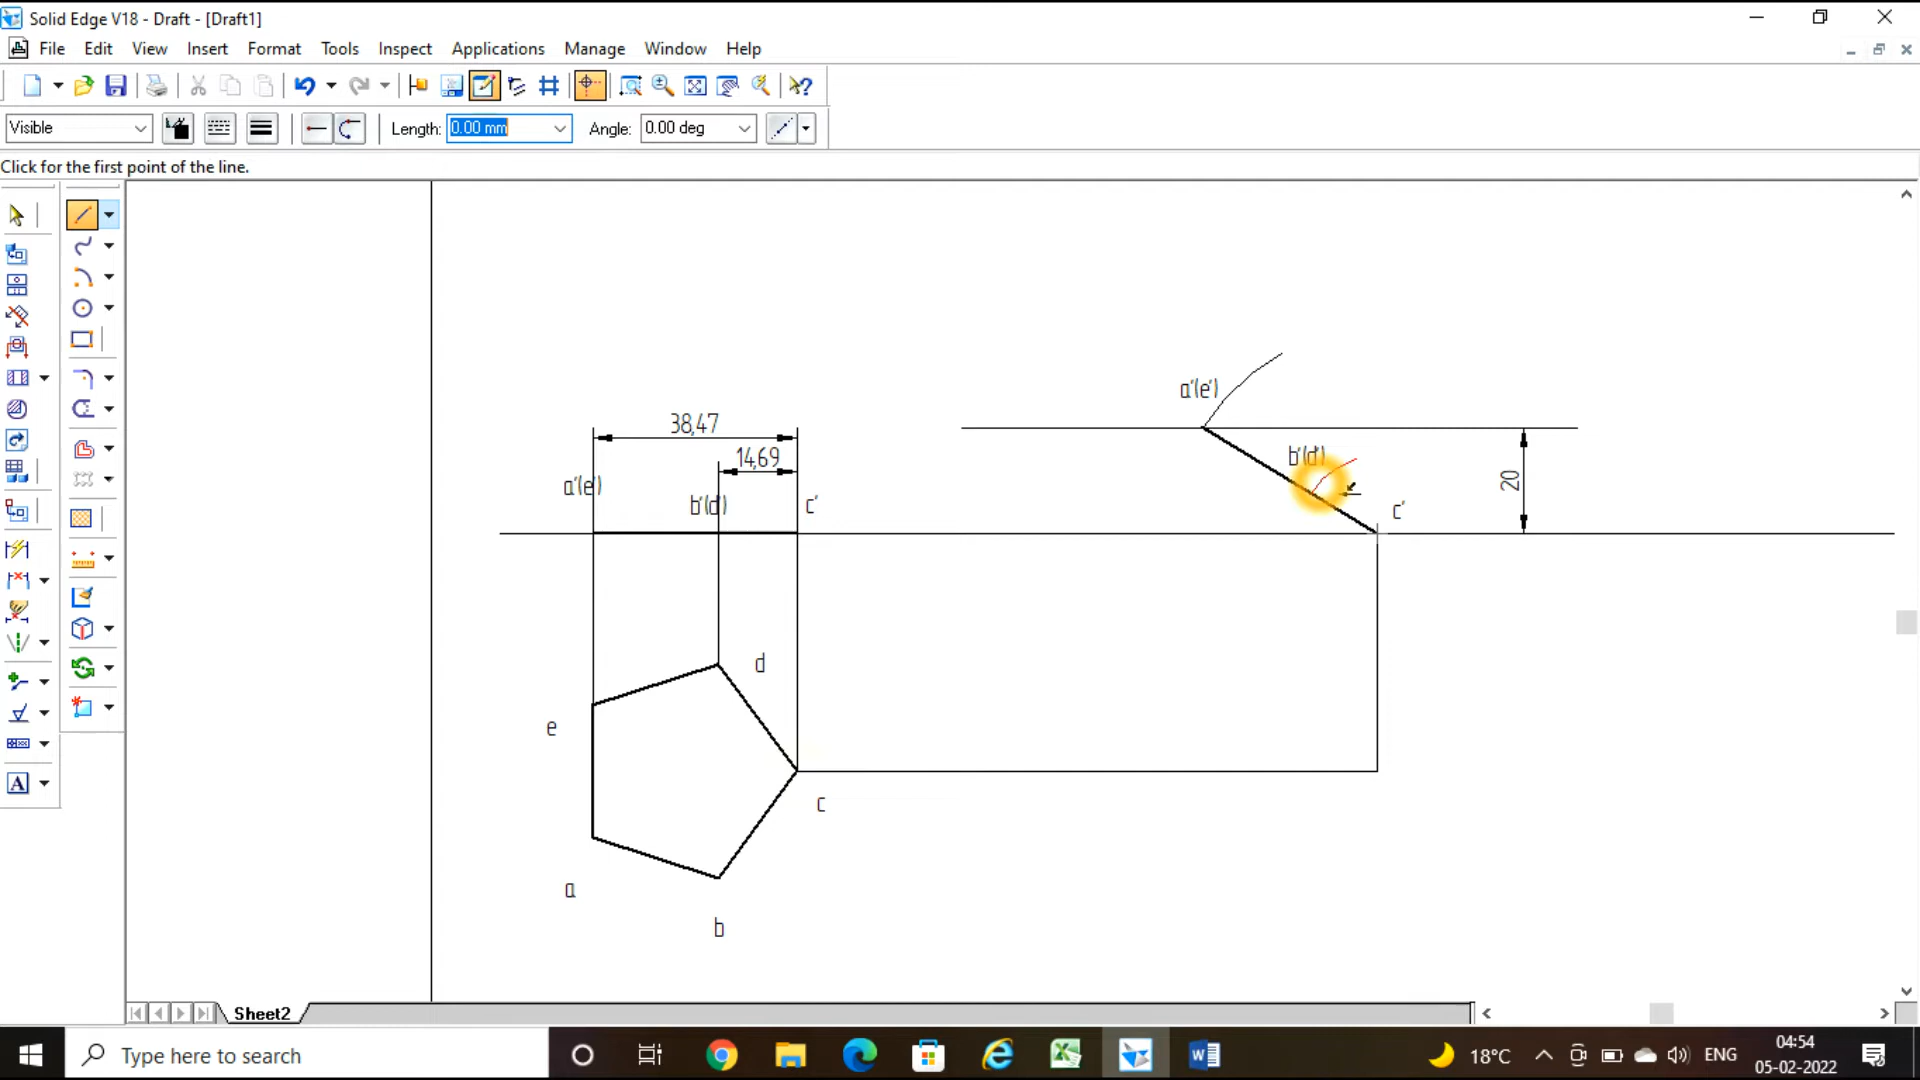 Solid Edge V18 - Draft - [Draft1]
File Edit View Insert Format Tools Inspect Applications Manage Window Help
Visible Length: 0.00 mm Angle: 0.00 deg
Click for the first point of the line.
a'(e')
38,47
14,69
b'(d')
a'(e')
b'(d')
c'
c'
20
d
e
c
a
b
A
Sheet2
Type here to search
18°C ENG
04:54
05-02-2022